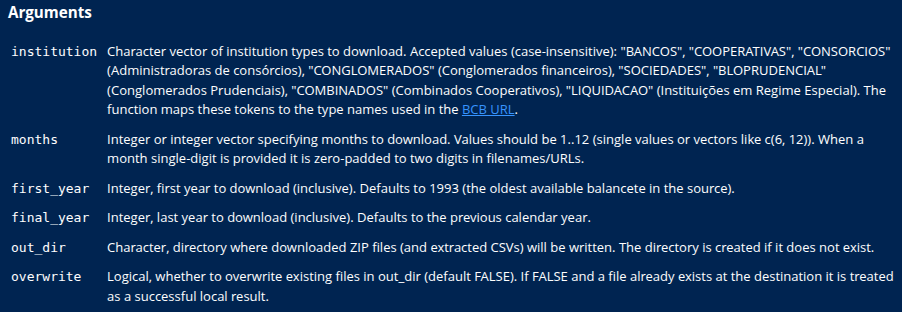 Arguments
institution Character vector of institution types to download. Accepted values (case-insensitive): "BANCOS", "COOPERATIVAS", "CONSORCIOS"
(Administradoras de consórcios), "CONGLOMERADOS" (Conglomerados financeiros), "SOCIEDADES", "BLOPRUDENCIAL"
(Conglomerados Prudenciais), "COMBINADOS" (Combinados Cooperativos), "LIQUIDACAO" (Instituições em Regime Especial). The
function maps these tokens to the type names used in the BCB URL.
months Integer or integer vector specifying months to download. Values should be 1..12 (single values or vectors like c(6, 12)). When a
month single-digit is provided it is zero-padded to two digits in filenames/URLs.
first_year Integer, first year to download (inclusive). Defaults to 1993 (the oldest available balancete in the source).
final_year Integer, last year to download (inclusive). Defaults to the previous calendar year.
out_dir Character, directory where downloaded ZIP files (and extracted CSVs) will be written. The directory is created if it does not exist.
overwrite Logical, whether to overwrite existing files in out_dir (default FALSE). If FALSE and a file already exists at the destination it is treated
as a successful local result.